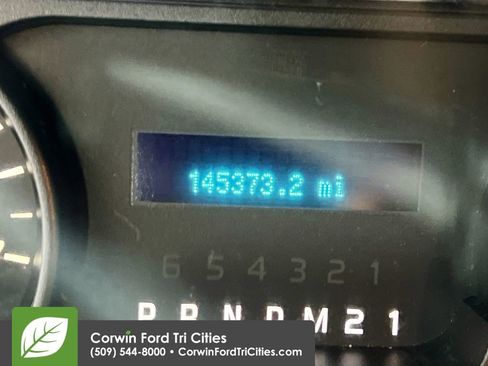 145373.2 mi
6 5 4 3 2 1
P R N D M 2 1
Corwin Ford Tri Cities
(509) 544-8000 • CorwinFordTriCities.com